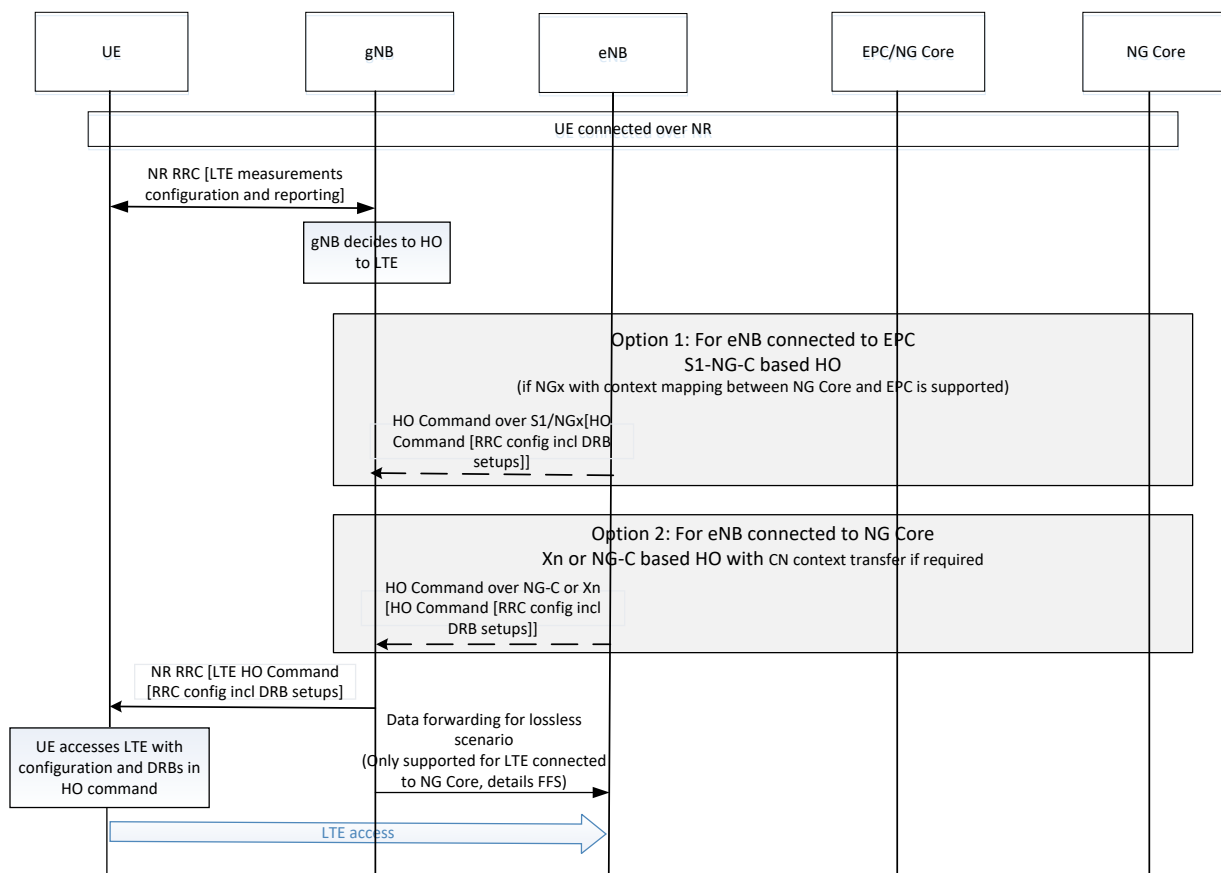 UE
gNB
eNB
EPC/NG Core
NG Core
UE connected over NR
NR RRC [LTE measurements
configuration and reporting]
gNB decides to HO
to LTE
Option 1: For eNB connected to EPC
S1-NG-C based HO
(if NGx with context mapping between NG Core and EPC is supported)
HO Command over S1/NGx[HO
Command [RRC config incl DRB
setups]]
Option 2: For eNB connected to NG Core
Xn or NG-C based HO with CN context transfer if required
HO Command over NG-C or Xn
[HO Command [RRC config incl
DRB setups]]
NR RRC [LTE HO Command
[RRC config incl DRB setups]
Data forwarding for lossless
scenario
(Only supported for LTE connected
to NG Core, details FFS)
UE accesses LTE with
configuration and DRBs in
HO command
LTE access